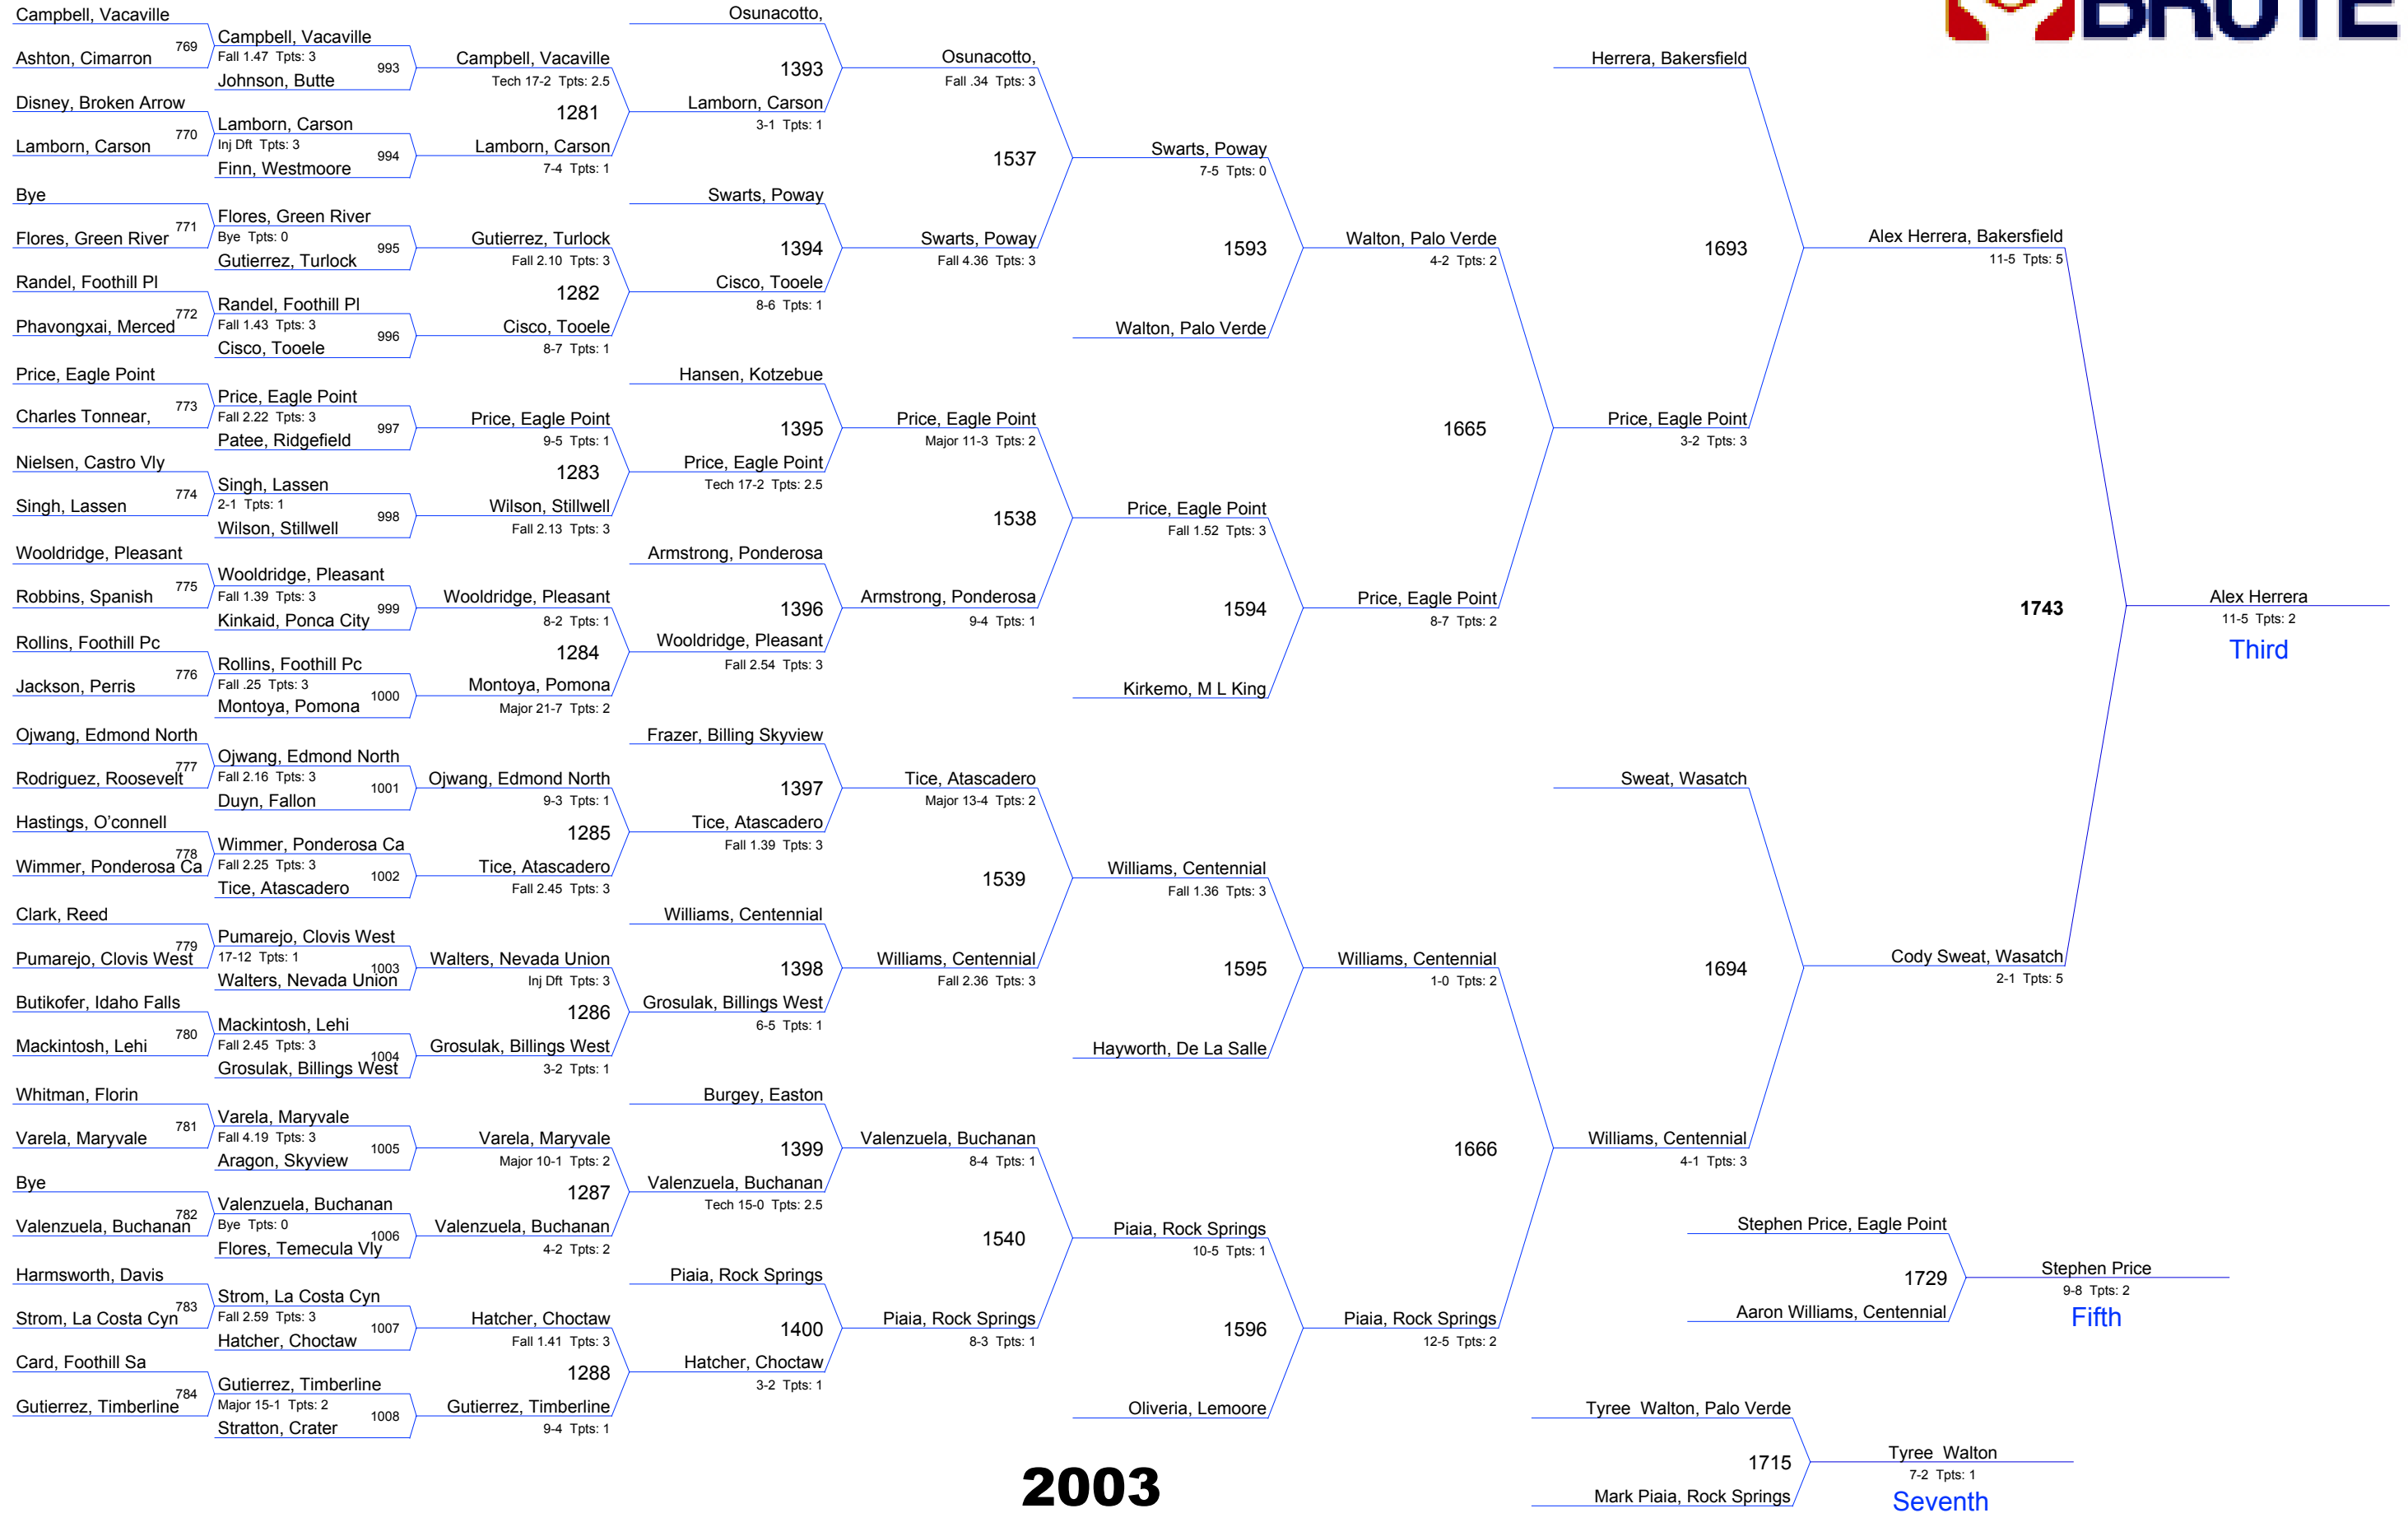 BRUTE
Campbell, Vacaville
769
Ashton, Cimarron
Disney, Broken Arrow
770
Lamborn, Carson
Bye
771
Flores, Green River
Randel, Foothill Pl
772
Phavongxai, Merced
Price, Eagle Point
773
Charles Tonnear,
Nielsen, Castro Vly
774
Singh, Lassen
Wooldridge, Pleasant
775
Robbins, Spanish
Rollins, Foothill Pc
776
Jackson, Perris
Ojwang, Edmond North
777
Rodriguez, Roosevelt
Hastings, O'connell
778
Wimmer, Ponderosa Ca
Clark, Reed
779
Pumarejo, Clovis West
Butikofer, Idaho Falls
780
Mackintosh, Lehi
Whitman, Florin
781
Varela, Maryvale
Bye
782
Valenzuela, Buchanan
Harmsworth, Davis
783
Strom, La Costa Cyn
Card, Foothill Sa
784
Gutierrez, Timberline
Campbell, Vacaville
Fall 1.47 Tpts: 3
993
Johnson, Butte
Lamborn, Carson
Inj Dft Tpts: 3
994
Finn, Westmoore
Flores, Green River
Bye Tpts: 0
995
Gutierrez, Turlock
Randel, Foothill Pl
Fall 1.43 Tpts: 3
996
Cisco, Tooele
Price, Eagle Point
Fall 2.22 Tpts: 3
997
Patee, Ridgefield
Singh, Lassen
2-1 Tpts: 1
998
Wilson, Stillwell
Wooldridge, Pleasant
Fall 1.39 Tpts: 3
999
Kinkaid, Ponca City
Rollins, Foothill Pc
Fall .25 Tpts: 3
1000
Montoya, Pomona
Ojwang, Edmond North
Fall 2.16 Tpts: 3
1001
Duyn, Fallon
Wimmer, Ponderosa Ca
Fall 2.25 Tpts: 3
1002
Tice, Atascadero
Pumarejo, Clovis West
17-12 Tpts: 1
1003
Walters, Nevada Union
Mackintosh, Lehi
Fall 2.45 Tpts: 3
1004
Grosulak, Billings West
Varela, Maryvale
Fall 4.19 Tpts: 3
1005
Aragon, Skyview
Valenzuela, Buchanan
Bye Tpts: 0
1006
Flores, Temecula Vly
Strom, La Costa Cyn
Fall 2.59 Tpts: 3
1007
Hatcher, Choctaw
Gutierrez, Timberline
Major 15-1 Tpts: 2
1008
Stratton, Crater
Campbell, Vacaville
Tech 17-2 Tpts: 2.5
1281
Lamborn, Carson
7-4 Tpts: 1
Gutierrez, Turlock
Fall 2.10 Tpts: 3
1282
Cisco, Tooele
8-7 Tpts: 1
Price, Eagle Point
9-5 Tpts: 1
1283
Wilson, Stillwell
Fall 2.13 Tpts: 3
Wooldridge, Pleasant
8-2 Tpts: 1
1284
Montoya, Pomona
Major 21-7 Tpts: 2
Ojwang, Edmond North
9-3 Tpts: 1
1285
Tice, Atascadero
Fall 2.45 Tpts: 3
Walters, Nevada Union
Inj Dft Tpts: 3
1286
Grosulak, Billings West
3-2 Tpts: 1
Varela, Maryvale
Major 10-1 Tpts: 2
1287
Valenzuela, Buchanan
4-2 Tpts: 2
Hatcher, Choctaw
Fall 1.41 Tpts: 3
1288
Gutierrez, Timberline
9-4 Tpts: 1
Osunacotto,
1393
Lamborn, Carson
3-1 Tpts: 1
Swarts, Poway
1394
Cisco, Tooele
8-6 Tpts: 1
Hansen, Kotzebue
1395
Price, Eagle Point
Tech 17-2 Tpts: 2.5
Armstrong, Ponderosa
1396
Wooldridge, Pleasant
Fall 2.54 Tpts: 3
Frazer, Billing Skyview
1397
Tice, Atascadero
Fall 1.39 Tpts: 3
Williams, Centennial
1398
Grosulak, Billings West
6-5 Tpts: 1
Burgey, Easton
1399
Valenzuela, Buchanan
Tech 15-0 Tpts: 2.5
Piaia, Rock Springs
1400
Hatcher, Choctaw
3-2 Tpts: 1
Osunacotto,
Fall .34 Tpts: 3
1537
Swarts, Poway
Fall 4.36 Tpts: 3
Price, Eagle Point
Major 11-3 Tpts: 2
1538
Armstrong, Ponderosa
9-4 Tpts: 1
Tice, Atascadero
Major 13-4 Tpts: 2
1539
Williams, Centennial
Fall 2.36 Tpts: 3
Valenzuela, Buchanan
8-4 Tpts: 1
1540
Piaia, Rock Springs
8-3 Tpts: 1
Swarts, Poway
7-5 Tpts: 0
1593
Walton, Palo Verde
Price, Eagle Point
Fall 1.52 Tpts: 3
1594
Kirkemo, M L King
Williams, Centennial
Fall 1.36 Tpts: 3
1595
Hayworth, De La Salle
Piaia, Rock Springs
10-5 Tpts: 1
1596
Oliveria, Lemoore
Walton, Palo Verde
4-2 Tpts: 2
1665
Price, Eagle Point
8-7 Tpts: 2
Williams, Centennial
1-0 Tpts: 2
1666
Piaia, Rock Springs
12-5 Tpts: 2
Herrera, Bakersfield
1693
Price, Eagle Point
3-2 Tpts: 3
Sweat, Wasatch
1694
Williams, Centennial
4-1 Tpts: 3
Alex Herrera, Bakersfield
11-5 Tpts: 5
1743
Cody Sweat, Wasatch
2-1 Tpts: 5
Alex Herrera
11-5 Tpts: 2
Third
Stephen Price, Eagle Point
1729
Aaron Williams, Centennial
Stephen Price
9-8 Tpts: 2
Fifth
Tyree Walton, Palo Verde
1715
Mark Piaia, Rock Springs
Tyree Walton
7-2 Tpts: 1
Seventh
2003